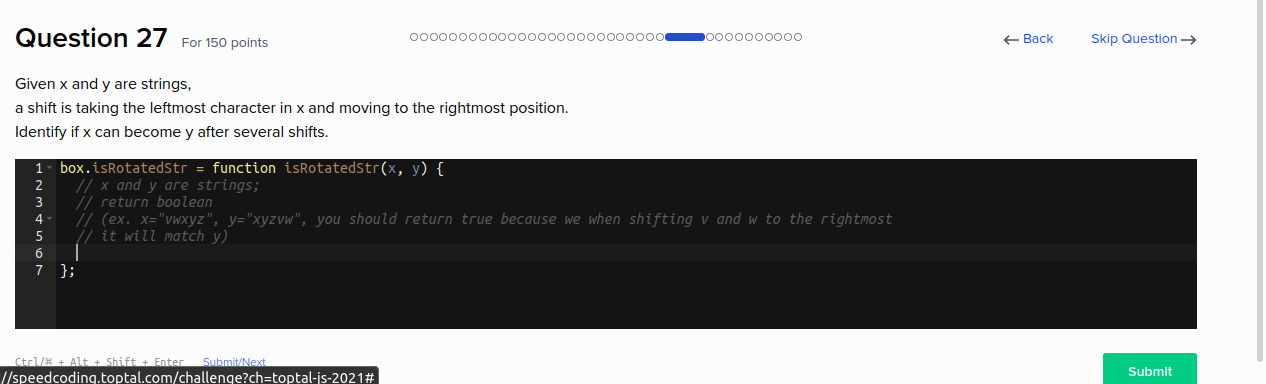 Question 27 For 150 points
← Back Skip Question →
Given x and y are strings,
a shift is taking the leftmost character in x and moving to the rightmost position.
Identify if x can become y after several shifts.
1 box.isRotatedStr = function isRotatedStr(x, y) {
2 // x and y are strings;
3 // return boolean
4 // (ex. x="vwxyz", y="xyzvw", you should return true because we when shifting v and w to the rightmost
5 // it will match y)
6
7 };
Ctrl/⌘ + Alt + Shift + Enter Submit/Next
//speedcoding.toptal.com/challenge?ch=toptal-js-2021#
Submit